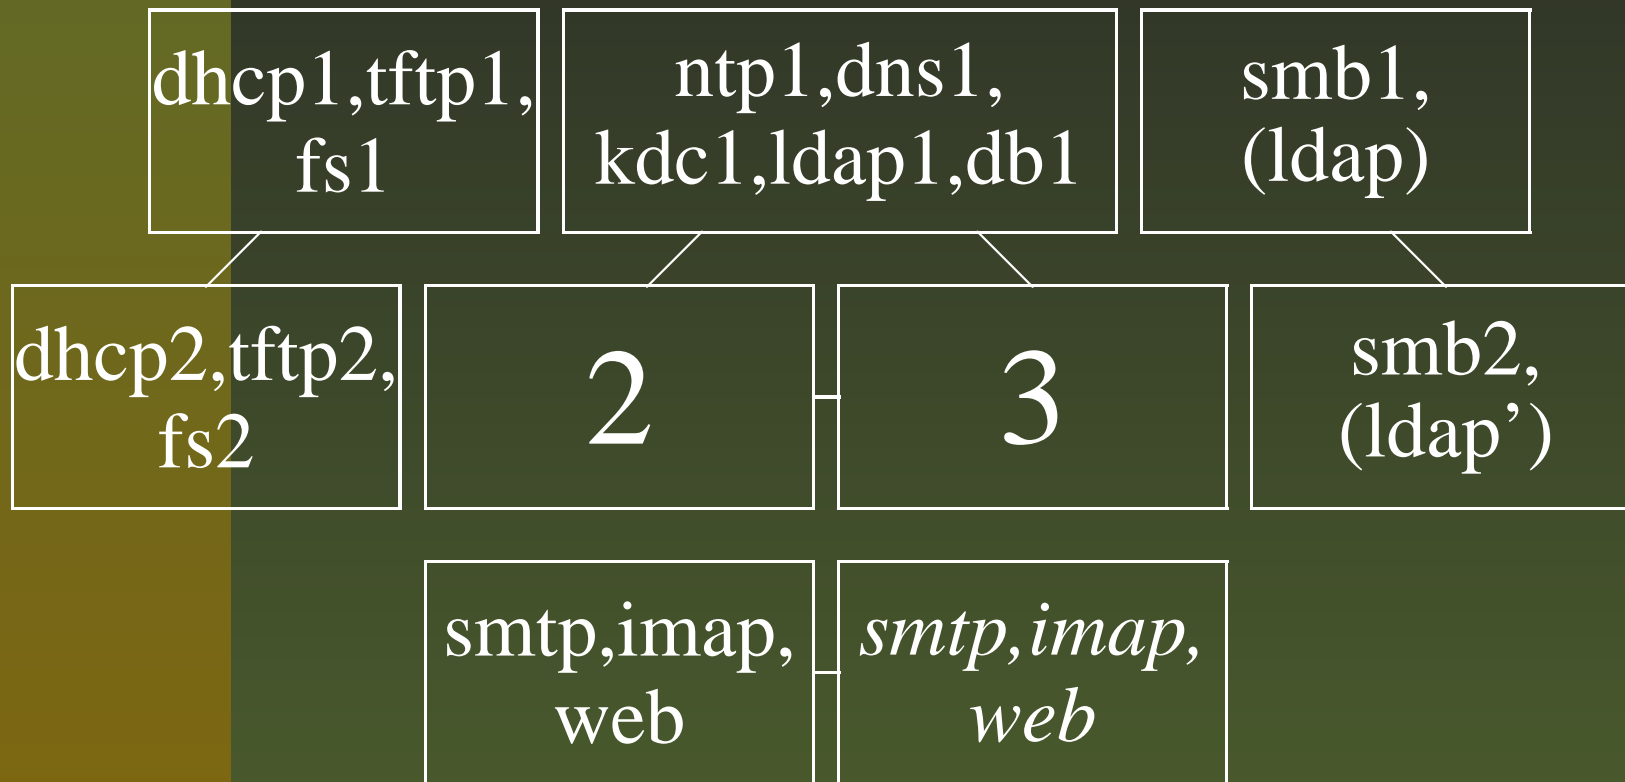 dhcp1,tftp1,
fs1
ntp1,dns1,
kdc1,ldap1,db1
smb1,
(ldap)
dhcp2,tftp2,
fs2
2
3
smb2,
(ldap’)
smtp,imap,
web
smtp,imap,
web